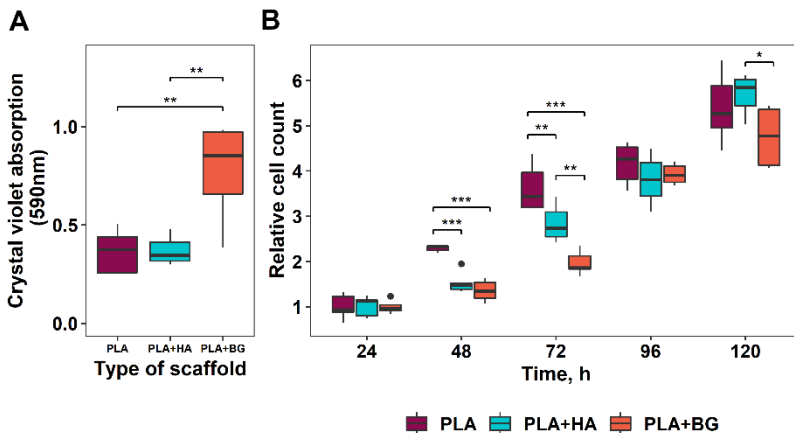 A
Crystal violet absorption
(590nm)
1.0
0.5
0.0
**
**
PLA PLA+HA PLA+BG
Type of scaffold
B
Relative cell count
6
5
4
3
2
1
***
***
***
**
**
*
24 48 72 96 120
Time, h
PLA PLA+HA PLA+BG